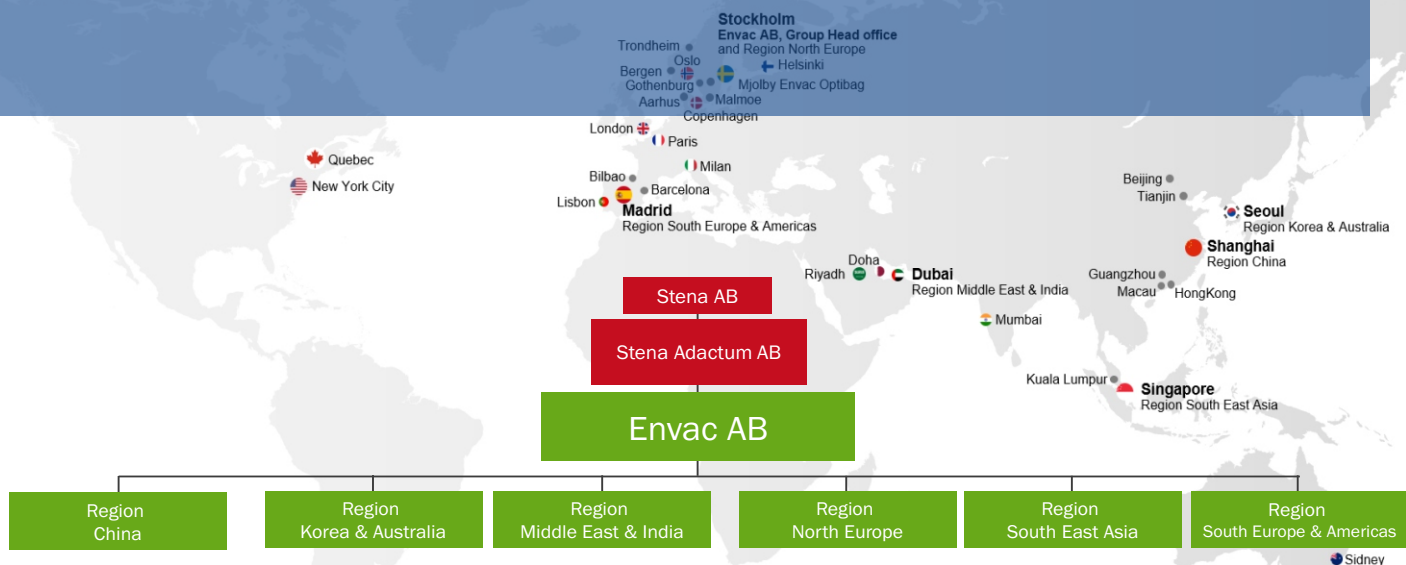 Stockholm
Envac AB, Group Head office
and Region North Europe
Trondheim
Oslo
Helsinki
Bergen
Gothenburg
Mjolby Envac Optibag
Aarhus
Malmoe
Copenhagen
London
Paris
Quebec
Milan
New York City
Bilbao
Barcelona
Lisbon
Madrid
Region South Europe & Americas
Beijing
Tianjin
Seoul
Region Korea & Australia
Shanghai
Region China
Doha
Riyadh
Dubai
Region Middle East & India
Guangzhou
Macau
HongKong
Mumbai
Stena AB
Stena Adactum AB
Kuala Lumpur
Singapore
Region South East Asia
Envac AB
Region
China
Region
Korea & Australia
Region
Middle East & India
Region
North Europe
Region
South East Asia
Region
South Europe & Americas
Sidney